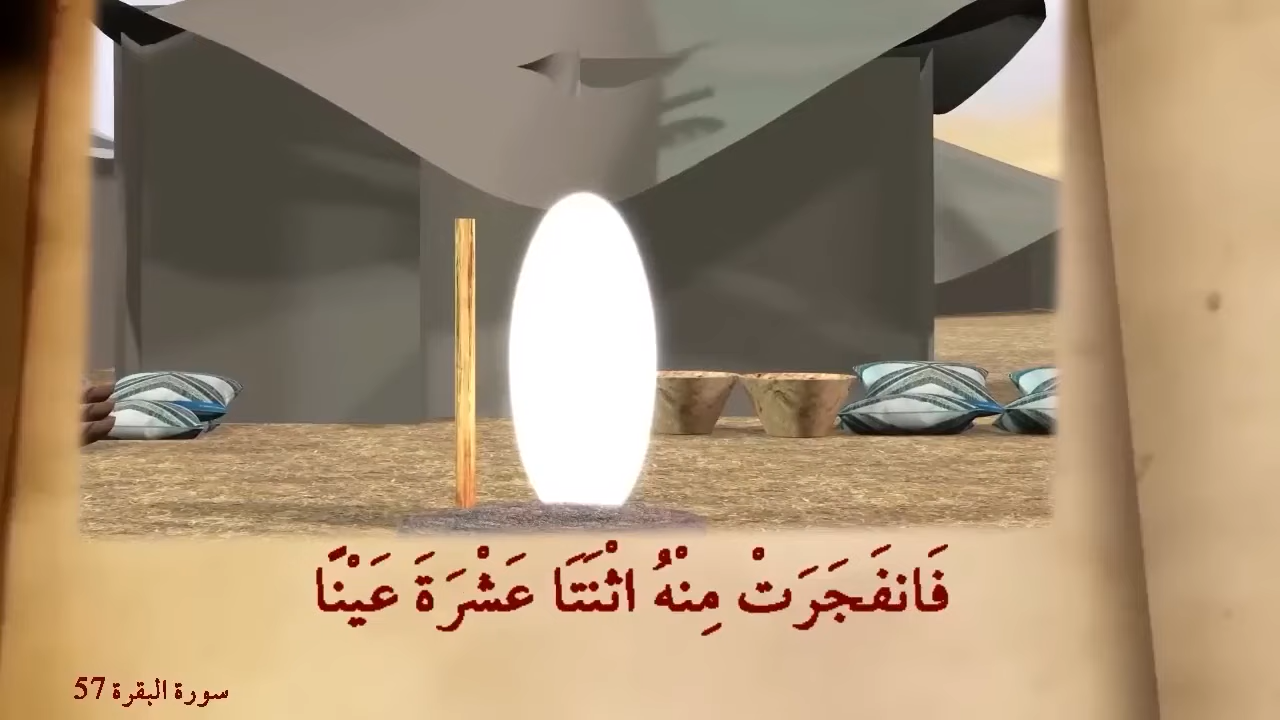 فَانفَجَرَتْ مِنْهُ اثْنَتَا عَشْرَةَ عَيْنًا
سورة البقرة 57